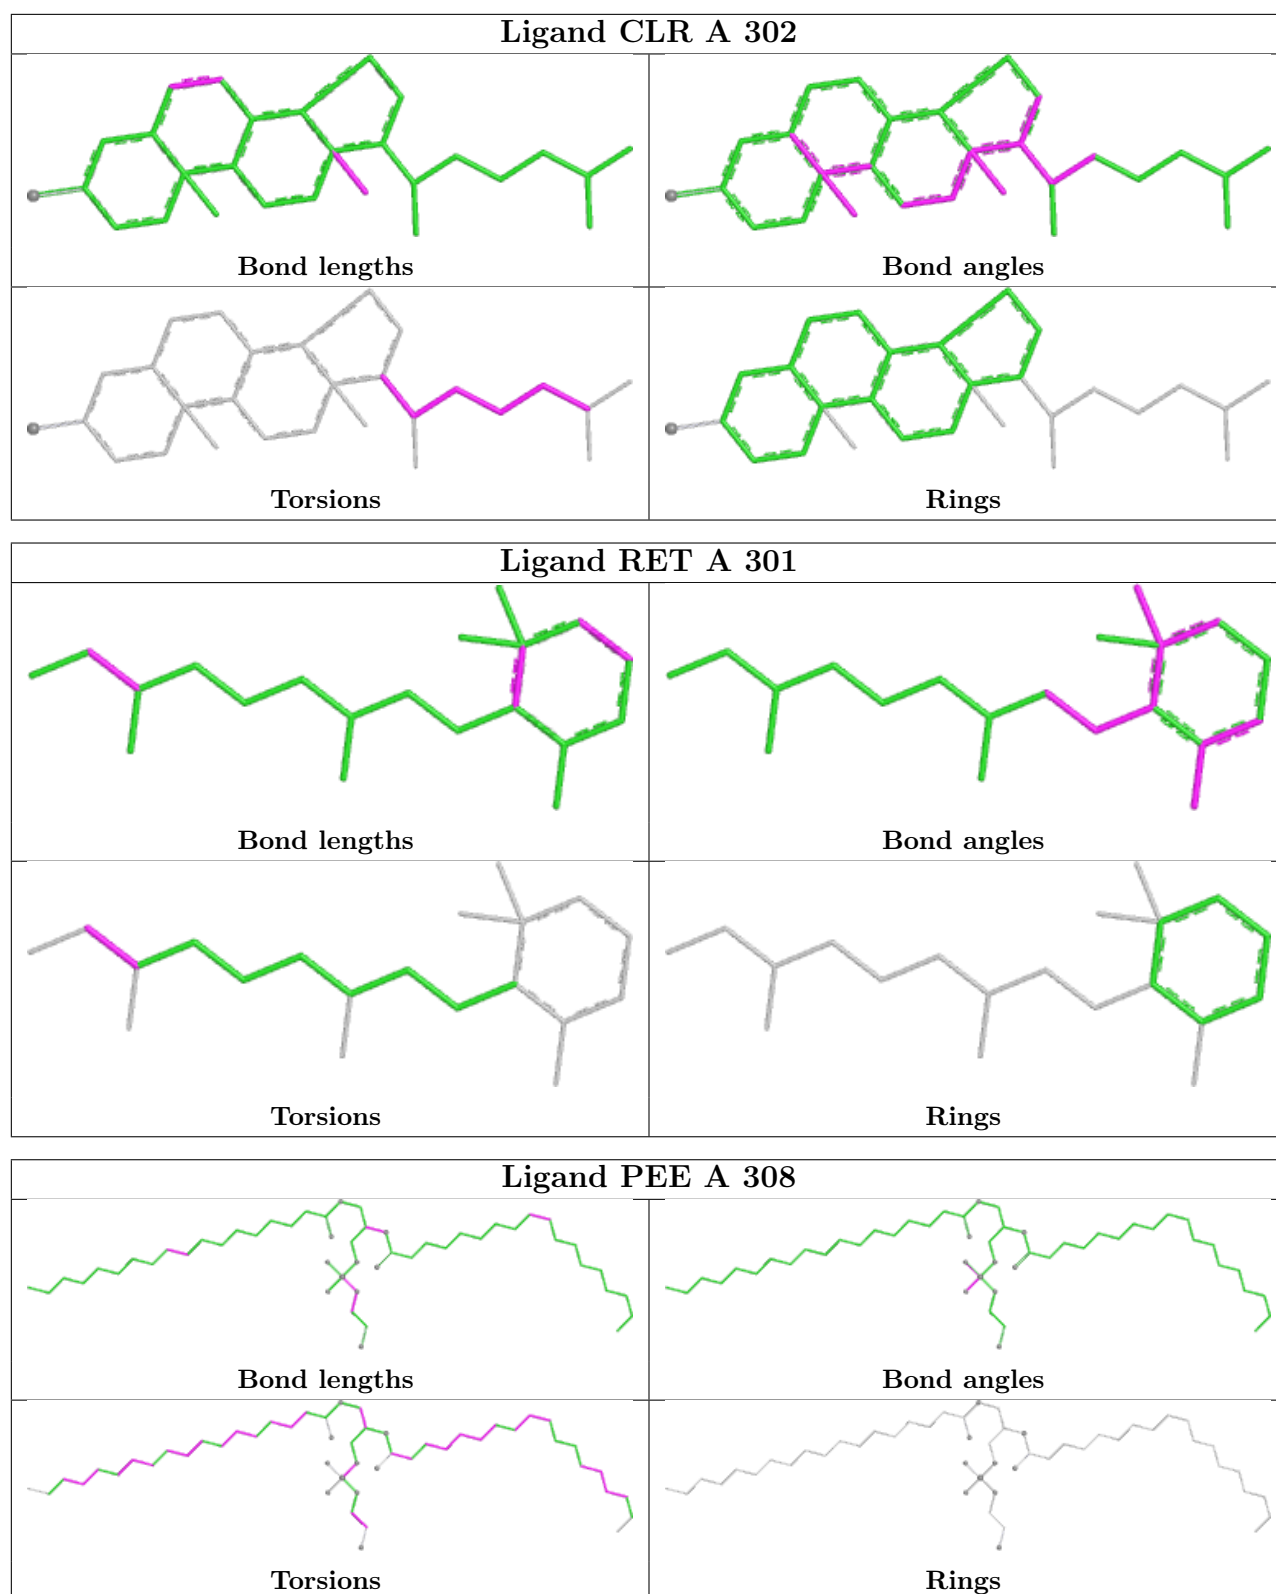 Ligand CLR A 302
Bond lengths
Bond angles
Torsions
Rings
Ligand RET A 301
Bond lengths
Bond angles
Torsions
Rings
Ligand PEE A 308
Bond lengths
Bond angles
Torsions
Rings